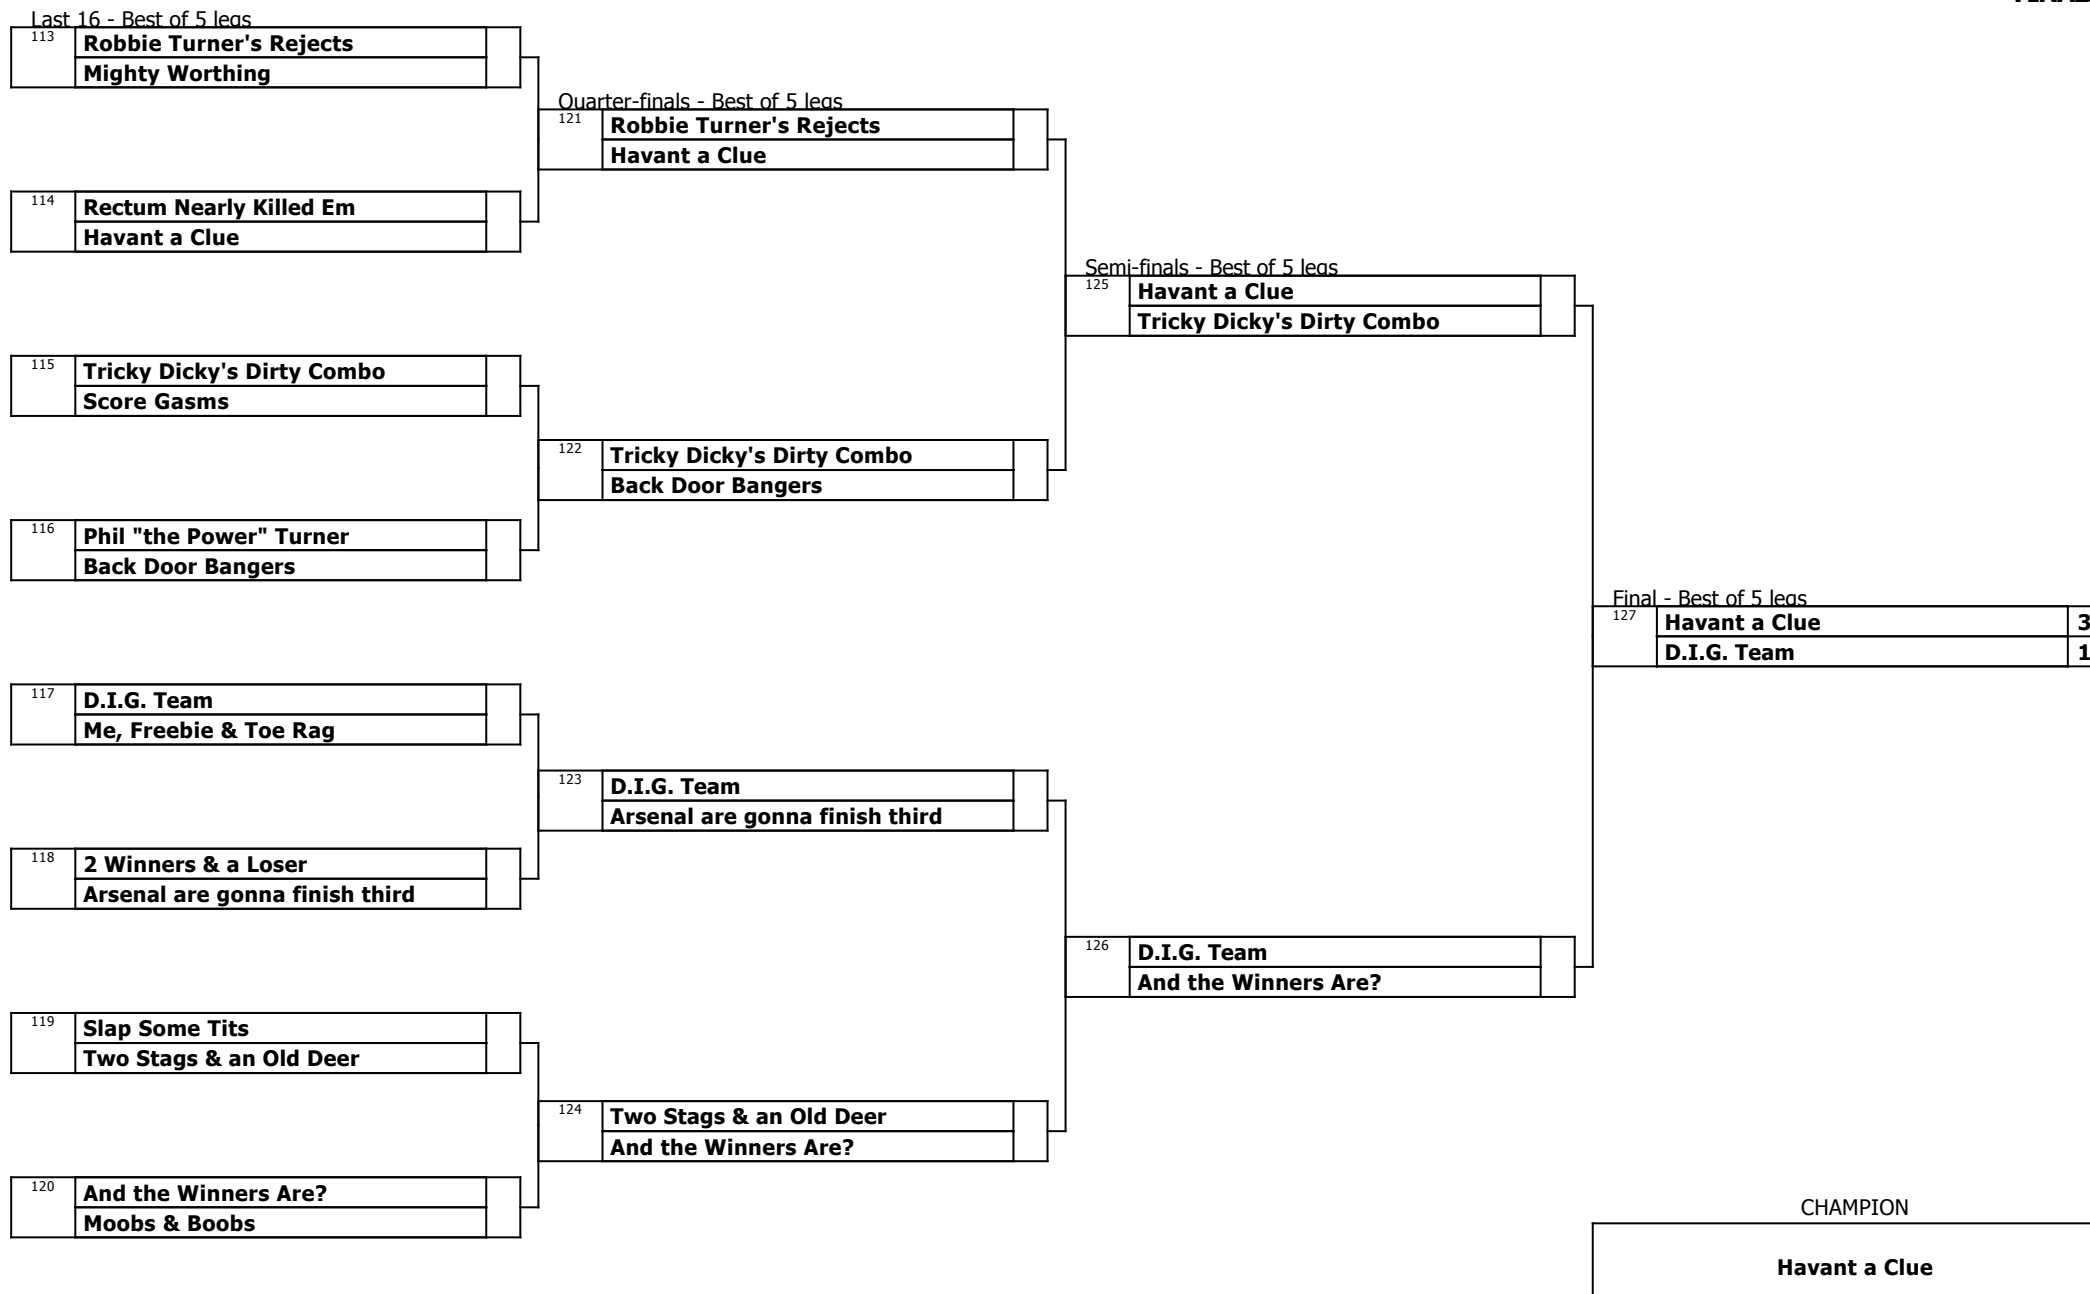 Last 16 - Best of 5 legs
113
Robbie Turner's Rejects
Mighty Worthing
Quarter-finals - Best of 5 legs
121
Robbie Turner's Rejects
Havant a Clue
114
Rectum Nearly Killed Em
Havant a Clue
Semi-finals - Best of 5 legs
125
Havant a Clue
Tricky Dicky's Dirty Combo
115
Tricky Dicky's Dirty Combo
Score Gasms
122
Tricky Dicky's Dirty Combo
Back Door Bangers
116
Phil "the Power" Turner
Back Door Bangers
Final - Best of 5 legs
127
Havant a Clue 3
D.I.G. Team 1
117
D.I.G. Team
Me, Freebie & Toe Rag
123
D.I.G. Team
Arsenal are gonna finish third
118
2 Winners & a Loser
Arsenal are gonna finish third
126
D.I.G. Team
And the Winners Are?
119
Slap Some Tits
Two Stags & an Old Deer
124
Two Stags & an Old Deer
And the Winners Are?
120
And the Winners Are?
Moobs & Boobs
CHAMPION
Havant a Clue